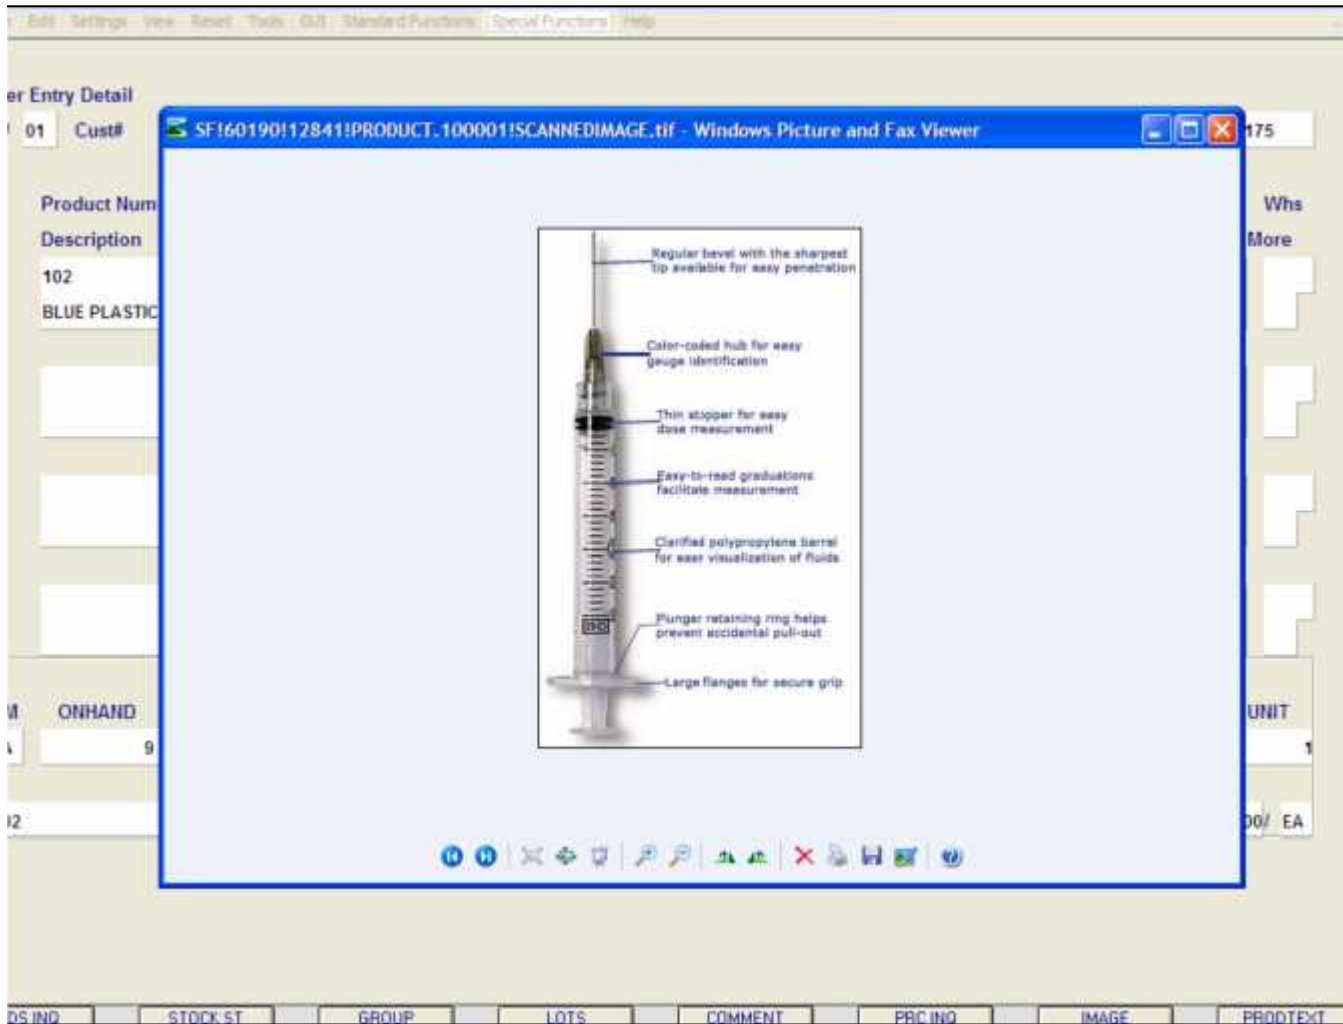 Edit Settings View Reset Tools GUI Standard Functions Special Functions Help
er Entry Detail
01 Cust# 175
SF!60190!12841!PRODUCT.100001!SCANNEDIMAGE.tif - Windows Picture and Fax Viewer
Product Num Whs
Description More
102
BLUE PLASTIC
Regular bevel with the sharpest
tip available for easy penetration
Color-coded hub for easy
gauge identification
Thin stopper for easy
dose measurement
Easy-to-read graduations
facilitate measurement
Clarified polypropylene barrel
for easer visualization of fluids
Plunger retaining ring helps
prevent accidental pull-out
Large flanges for secure grip
M ONHAND UNIT
9 1
02 00/ EA
DS INQ STOCK ST GROUP LOTS COMMENT PRC INQ IMAGE PRODTEXT